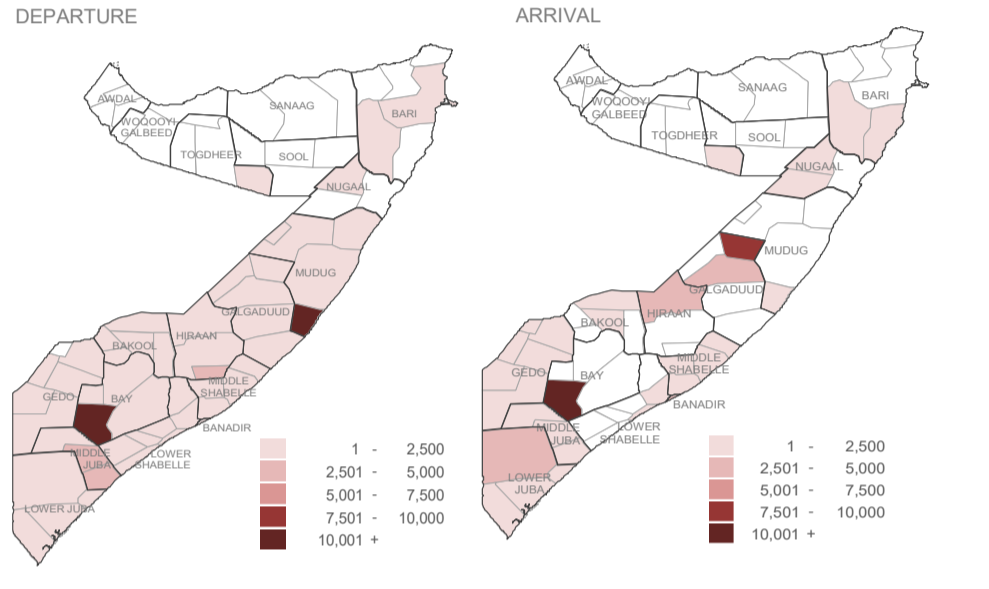 DEPARTURE
AWDAL
WOQOOYI
GALBEED
TOGDHEER
SANAAG
SOOL
BARI
NUGAAL
MUDUG
GALGADUUD
HIRAAN
BAKOOL
MIDDLE
SHABELLE
GEDO
BAY
BANADIR
MIDDLE
JUBA
LOWER
SHABELLE
LOWER JUBA
1 - 2,500
2,501 - 5,000
5,001 - 7,500
7,501 - 10,000
10,001 +
ARRIVAL
AWDAL
WOQOOYI
GALBEED
TOGDHEER
SANAAG
SOOL
BARI
NUGAAL
MUDUG
GALGADUUD
HIRAAN
BAKOOL
MIDDLE
SHABELLE
GEDO
BAY
BANADIR
MIDDLE
JUBA
LOWER
SHABELLE
LOWER
JUBA
1 - 2,500
2,501 - 5,000
5,001 - 7,500
7,501 - 10,000
10,001 +